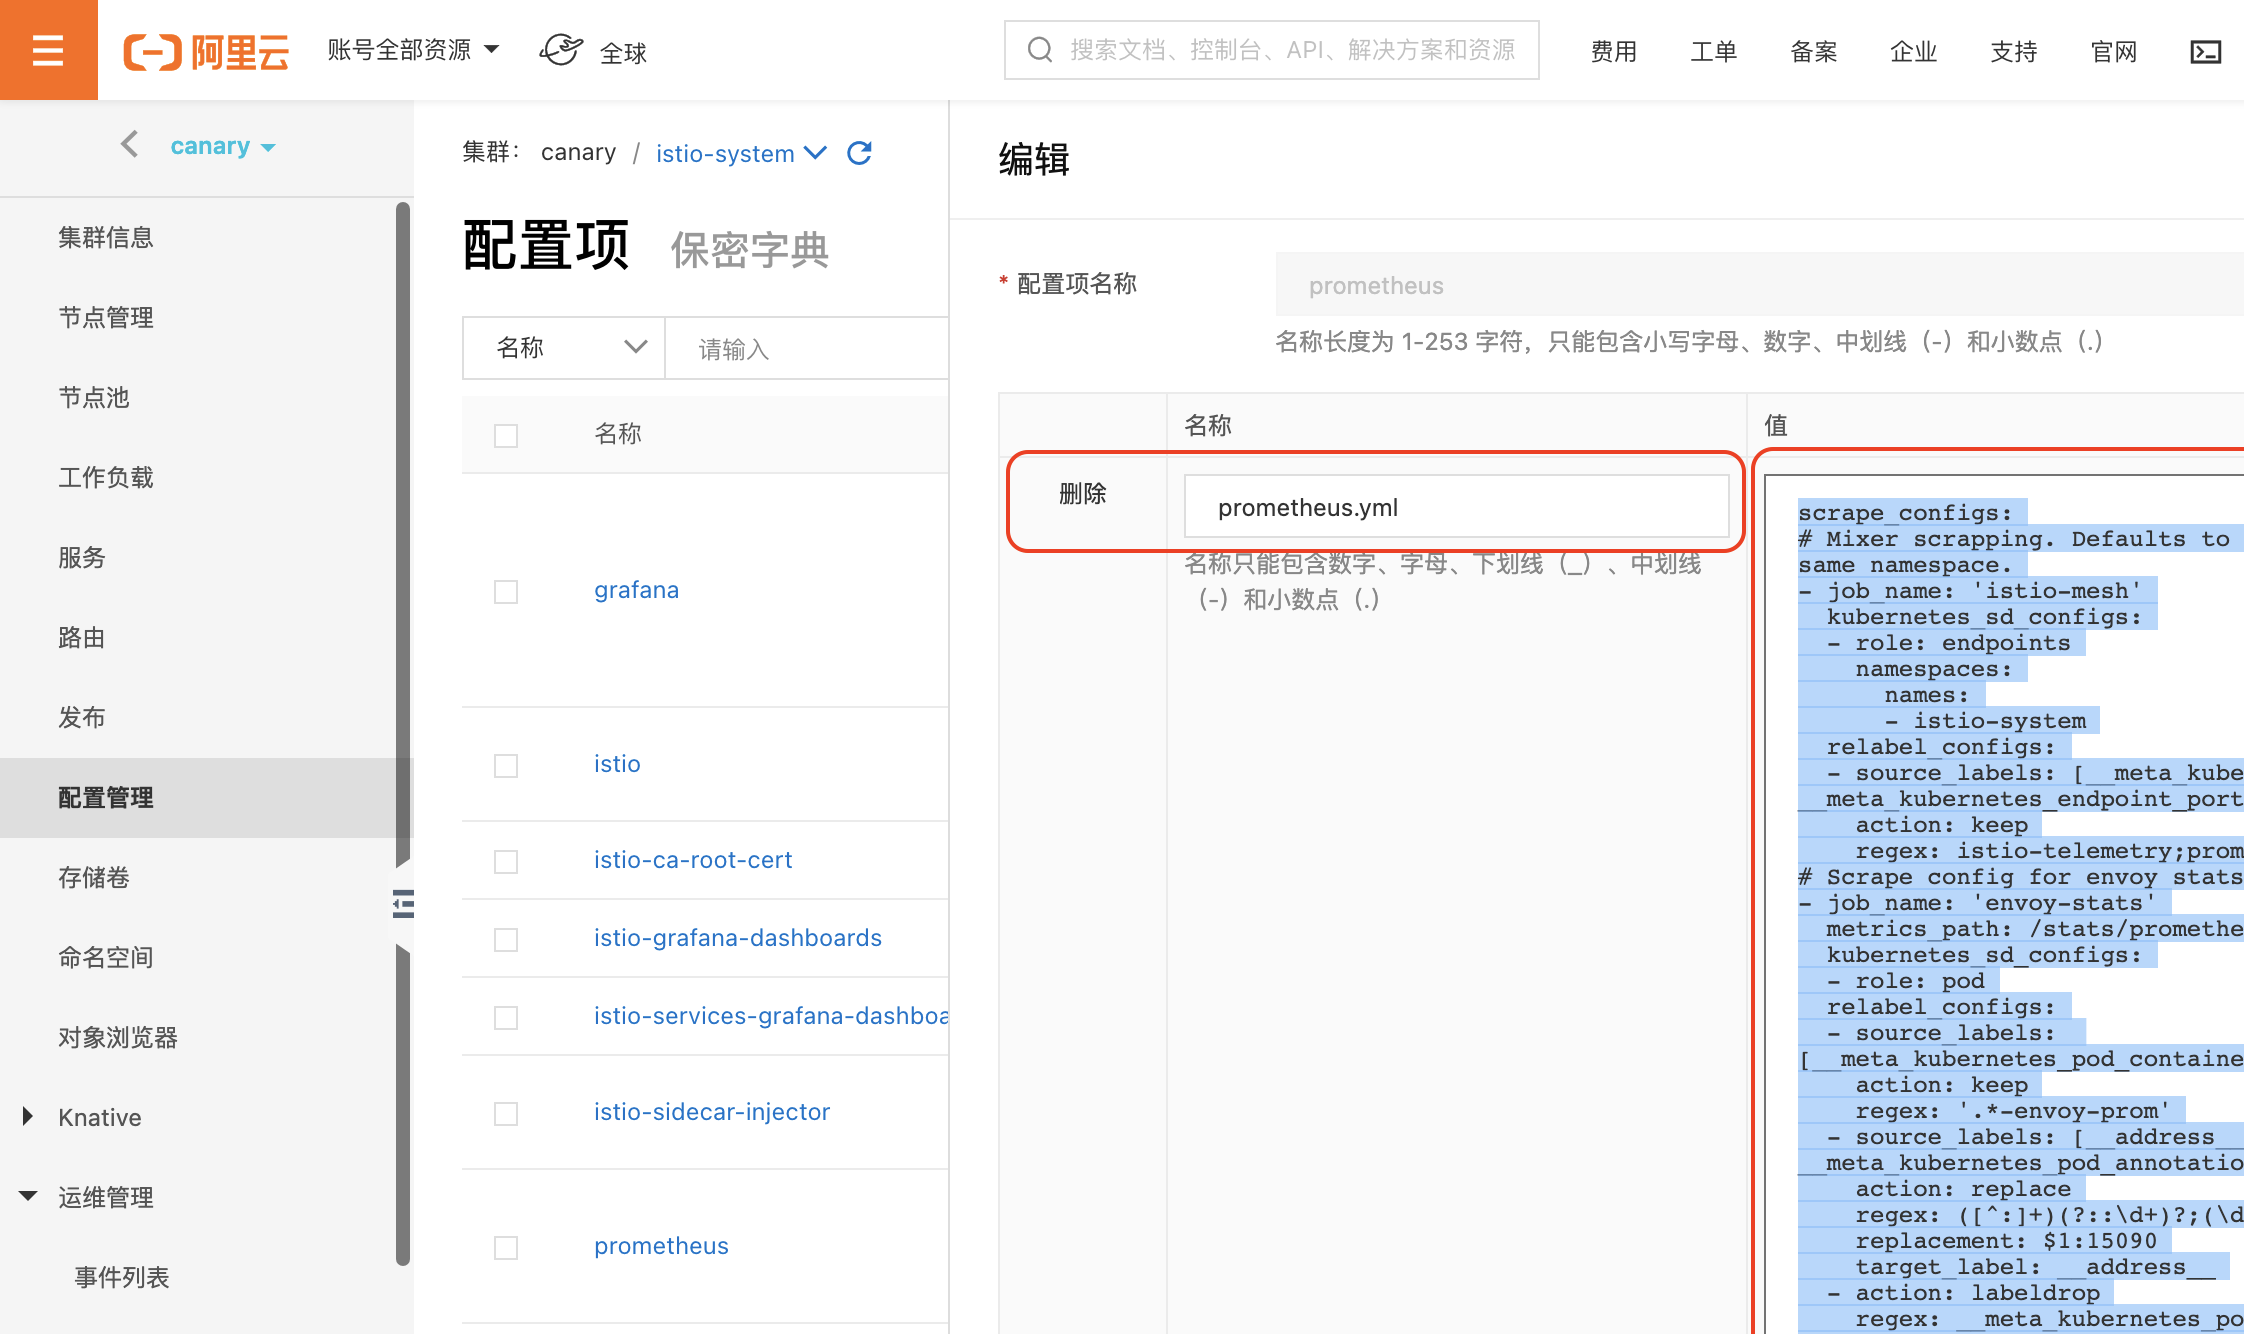 阿里云
账号全部资源
全球
搜索文档、控制台、API、解决方案和资源
费用
工单
备案
企业
支持
官网
canary
集群信息
节点管理
节点池
工作负载
服务
路由
发布
配置管理
存储卷
命名空间
对象浏览器
Knative
运维管理
事件列表
集群： canary / istio-system
配置项 保密字典
名称
请输入
名称
grafana
istio
istio-ca-root-cert
istio-grafana-dashboards
istio-services-grafana-dashboa
istio-sidecar-injector
prometheus
编辑
* 配置项名称
prometheus
名称长度为 1-253 字符，只能包含小写字母、数字、中划线（-）和小数点（.）
名称
值
删除
prometheus.yml
名称只能包含数字、字母、下划线（_）、中划线
（-）和小数点（.）
scrape_configs:
# Mixer scrapping. Defaults to
same namespace.
- job_name: 'istio-mesh'
kubernetes_sd_configs:
- role: endpoints
namespaces:
names:
- istio-system
relabel_configs:
- source_labels: [__meta_kube
__meta_kubernetes_endpoint_port
action: keep
regex: istio-telemetry;prom
# Scrape config for envoy stats
- job_name: 'envoy-stats'
metrics_path: /stats/promethe
kubernetes_sd_configs:
- role: pod
relabel_configs:
- source_labels:
[__meta_kubernetes_pod_containe
action: keep
regex: '.*-envoy-prom'
- source_labels: [__address__
__meta_kubernetes_pod_annotatio
action: replace
regex: ([^:]+)(?::\d+)?;(\d
replacement: $1:15090
target_label: __address__
- action: labeldrop
regex: __meta_kubernetes_po